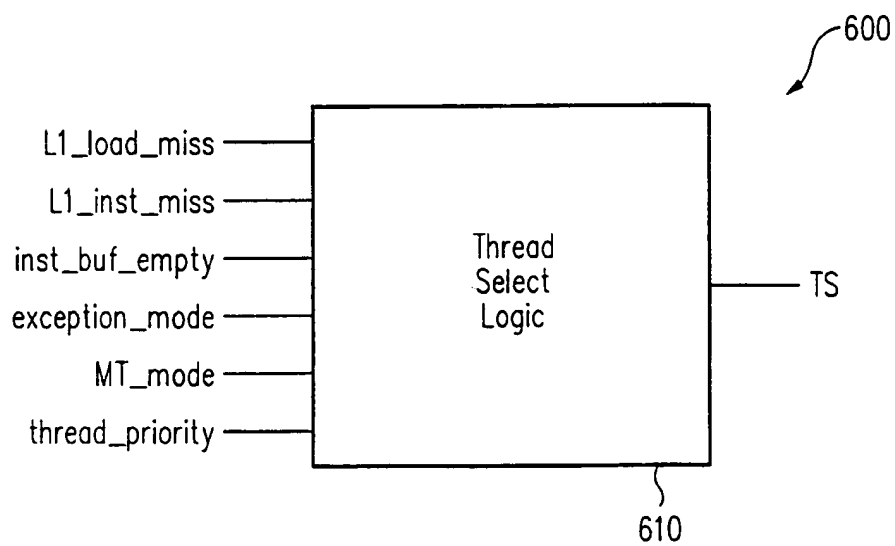 600
L1_load_miss
L1_inst_miss
inst_buf_empty
exception_mode
MT_mode
thread_priority
Thread
Select
Logic
TS
610